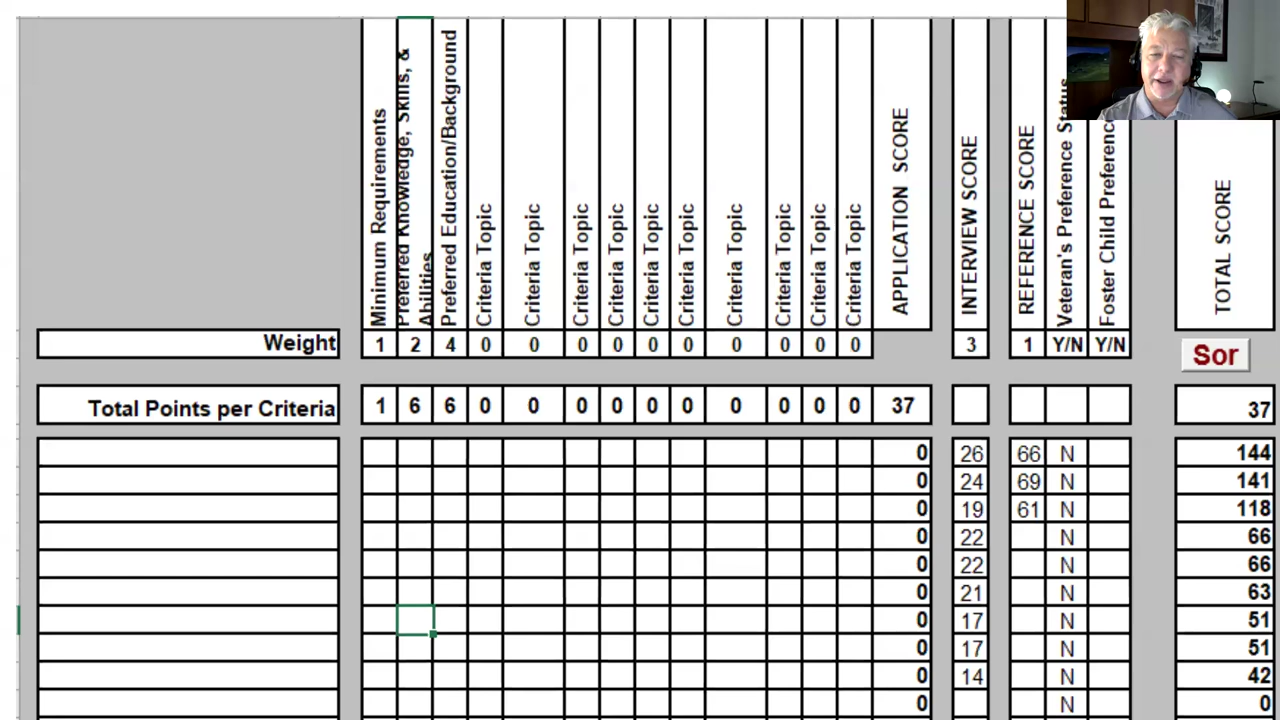 Minimum Requirements
Preferred Knowledge, Skills, &
Abilities
Preferred Education/Background
Criteria Topic
Criteria Topic
Criteria Topic
Criteria Topic
Criteria Topic
Criteria Topic
Criteria Topic
Criteria Topic
Criteria Topic
Criteria Topic
APPLICATION SCORE
INTERVIEW SCORE
REFERENCE SCORE
Veteran's Preference Status
Foster Child Preference
TOTAL SCORE
Weight 1 2 4 0 0 0 0 0 0 0 0 0 3 1 Y/N Y/N
Sor
Total Points per Criteria 1 6 6 0 0 0 0 0 0 0 0 0 37 37
0 26 66 N 144
0 24 69 N 141
0 19 61 N 118
0 22 N 66
0 22 N 66
0 21 N 63
0 17 N 51
0 17 N 51
0 14 N 42
0 N 0